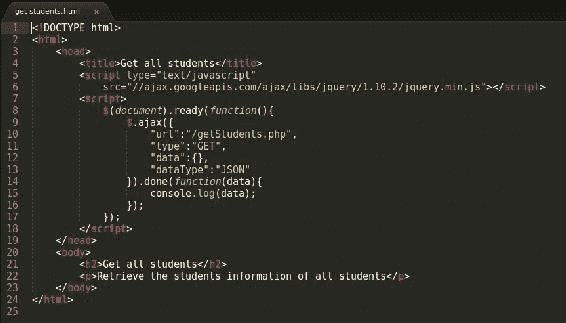 get students.html ×
1 <!DOCTYPE html>
2 <html>
3     <head>
4         <title>Get all students</title>
5         <script type="text/javascript"
6             src="//ajax.googleapis.com/ajax/libs/jquery/1.10.2/jquery.min.js"></script>
7         <script>
8             $(document).ready(function(){
9                 $.ajax({
10                     "url":"/getStudents.php",
11                     "type":"GET",
12                     "data":{},
13                     "dataType":"JSON"
14                 }).done(function(data){
15                     console.log(data);
16                 });
17             });
18         </script>
19     </head>
20     <body>
21         <h2>Get all students</h2>
22         <p>Retrieve the students information of all students</p>
23     </body>
24 </html>
25